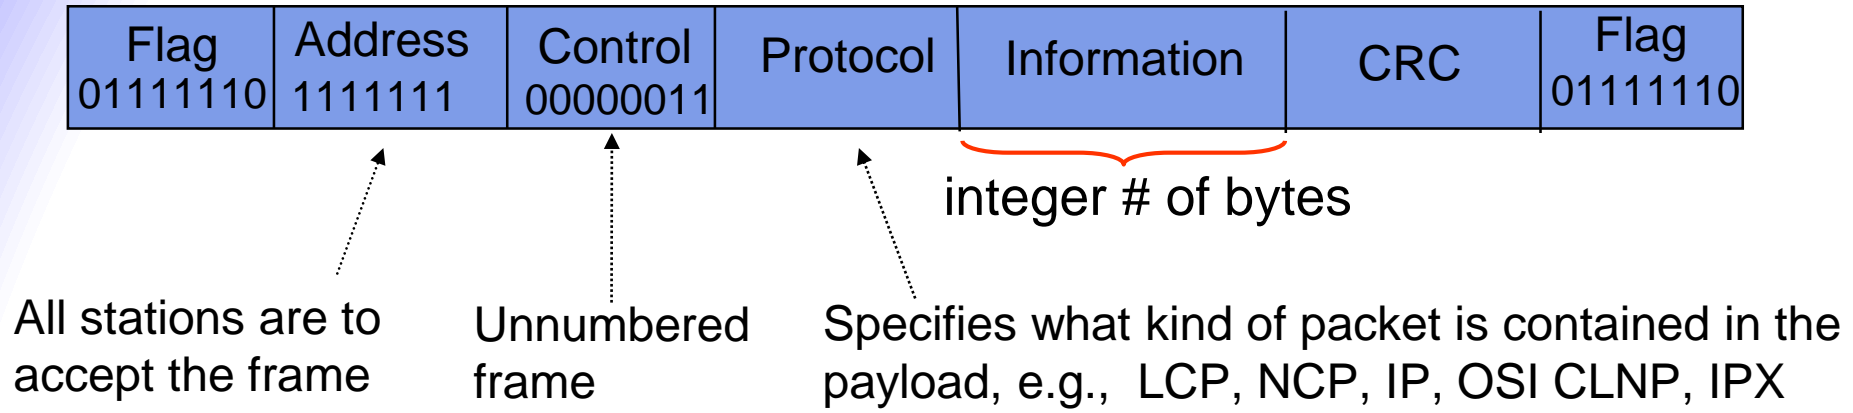 Flag Address Control Protocol Information CRC Flag
01111110 1111111 00000011 01111110
integer # of bytes
All stations are to
accept the frame
Unnumbered
frame
Specifies what kind of packet is contained in the
payload, e.g., LCP, NCP, IP, OSI CLNP, IPX